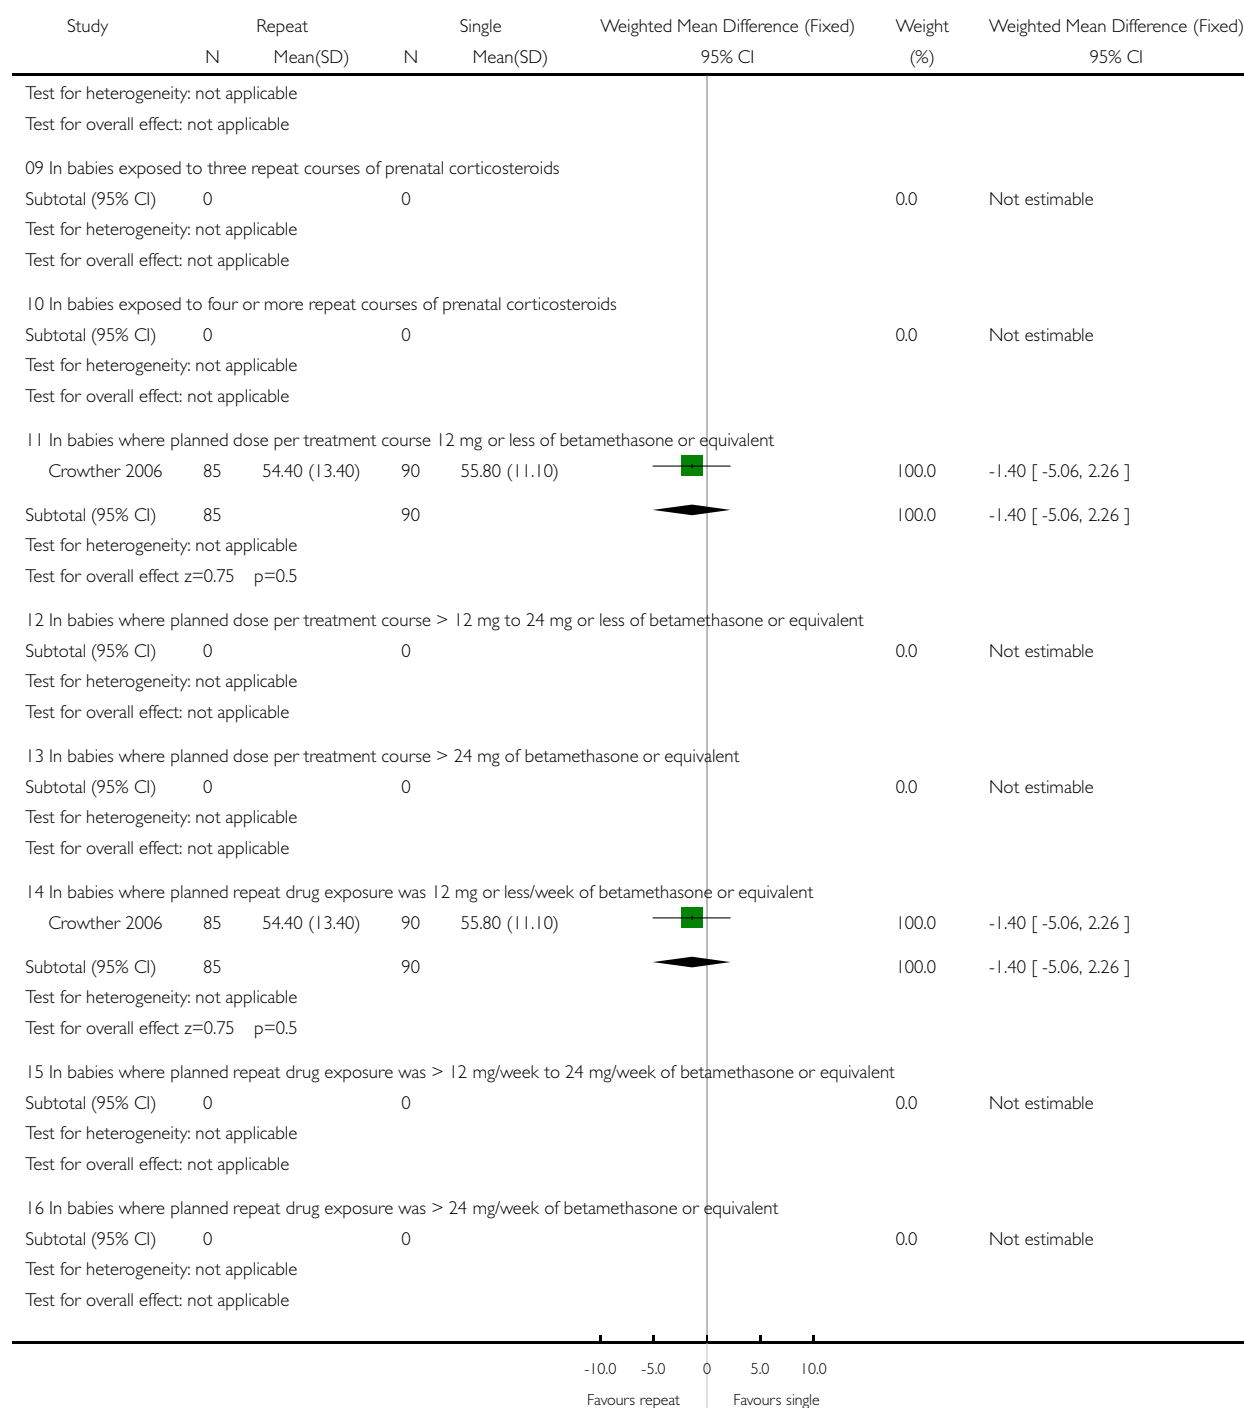 Study Repeat Single Weighted Mean Difference (Fixed) Weight Weighted Mean Difference (Fixed)
N Mean(SD) N Mean(SD) 95% CI (%) 95% CI
Test for heterogeneity: not applicable
Test for overall effect: not applicable
09 In babies exposed to three repeat courses of prenatal corticosteroids
Subtotal (95% CI) 0 0 0.0 Not estimable
Test for heterogeneity: not applicable
Test for overall effect: not applicable
10 In babies exposed to four or more repeat courses of prenatal corticosteroids
Subtotal (95% CI) 0 0 0.0 Not estimable
Test for heterogeneity: not applicable
Test for overall effect: not applicable
11 In babies where planned dose per treatment course 12 mg or less of betamethasone or equivalent
Crowther 2006 85 54.40 (13.40) 90 55.80 (11.10) 100.0 -1.40 [ -5.06, 2.26 ]
Subtotal (95% CI) 85 90 100.0 -1.40 [ -5.06, 2.26 ]
Test for heterogeneity: not applicable
Test for overall effect z=0.75 p=0.5
12 In babies where planned dose per treatment course > 12 mg to 24 mg or less of betamethasone or equivalent
Subtotal (95% CI) 0 0 0.0 Not estimable
Test for heterogeneity: not applicable
Test for overall effect: not applicable
13 In babies where planned dose per treatment course > 24 mg of betamethasone or equivalent
Subtotal (95% CI) 0 0 0.0 Not estimable
Test for heterogeneity: not applicable
Test for overall effect: not applicable
14 In babies where planned repeat drug exposure was 12 mg or less/week of betamethasone or equivalent
Crowther 2006 85 54.40 (13.40) 90 55.80 (11.10) 100.0 -1.40 [ -5.06, 2.26 ]
Subtotal (95% CI) 85 90 100.0 -1.40 [ -5.06, 2.26 ]
Test for heterogeneity: not applicable
Test for overall effect z=0.75 p=0.5
15 In babies where planned repeat drug exposure was > 12 mg/week to 24 mg/week of betamethasone or equivalent
Subtotal (95% CI) 0 0 0.0 Not estimable
Test for heterogeneity: not applicable
Test for overall effect: not applicable
16 In babies where planned repeat drug exposure was > 24 mg/week of betamethasone or equivalent
Subtotal (95% CI) 0 0 0.0 Not estimable
Test for heterogeneity: not applicable
Test for overall effect: not applicable
-10.0 -5.0 0 5.0 10.0
Favours repeat Favours single